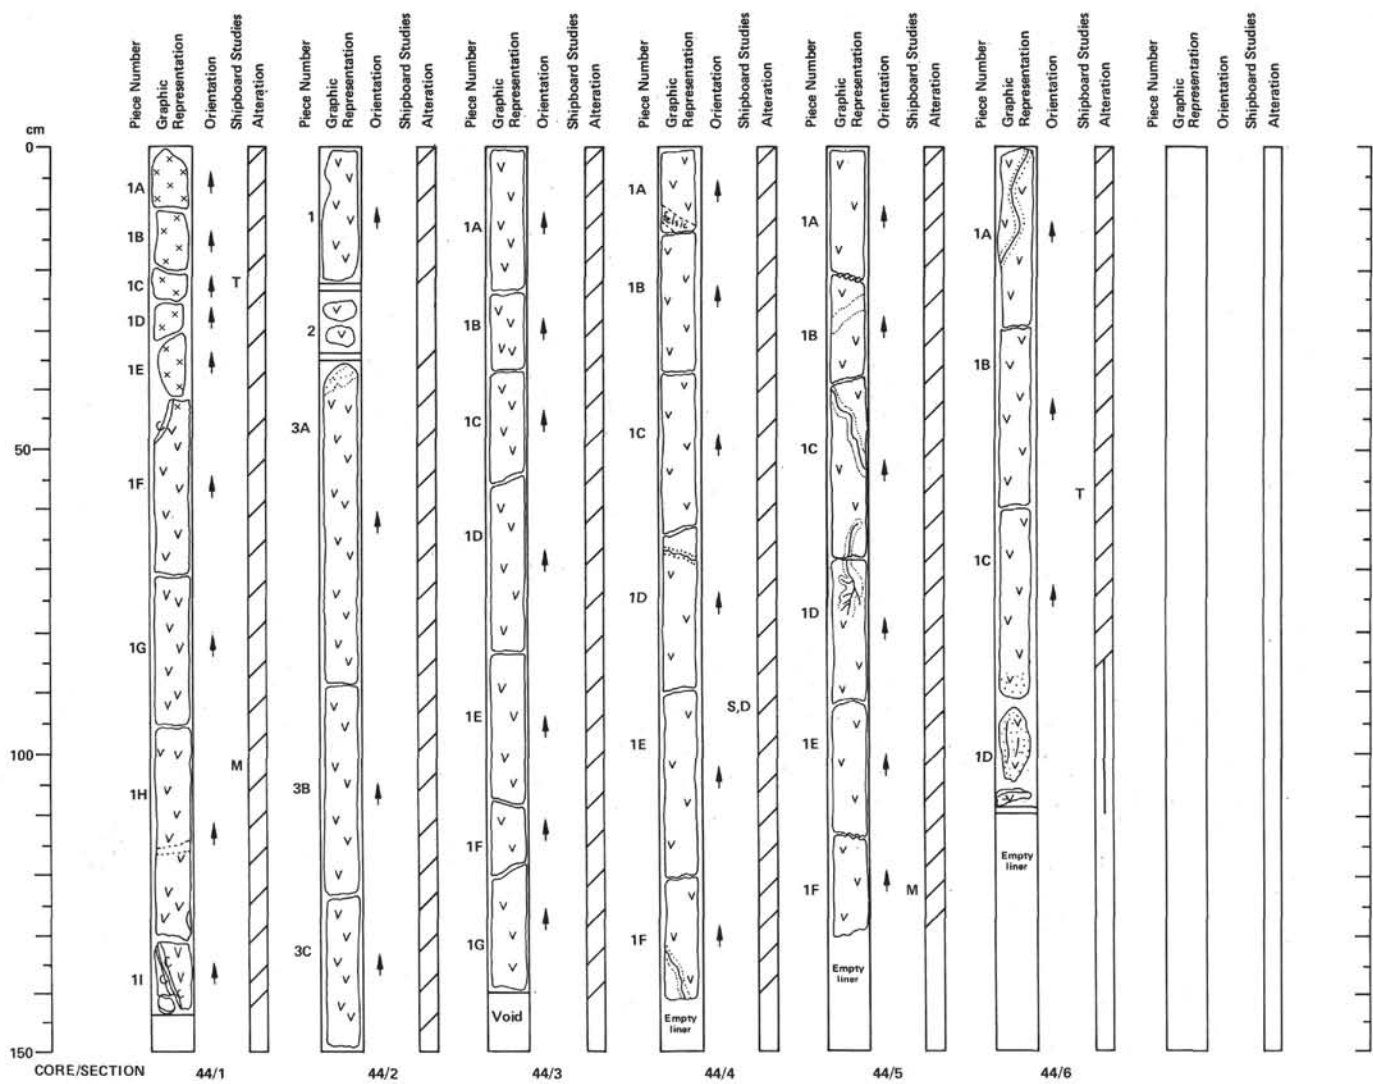 Piece Number
Graphic
Representation
Orientation
Shipboard Studies
Alteration
Piece Number
Graphic
Representation
Orientation
Shipboard Studies
Alteration
Piece Number
Graphic
Representation
Orientation
Shipboard Studies
Alteration
Piece Number
Graphic
Representation
Orientation
Shipboard Studies
Alteration
Piece Number
Graphic
Representation
Orientation
Shipboard Studies
Alteration
Piece Number
Graphic
Representation
Orientation
Shipboard Studies
Alteration
Piece Number
Graphic
Representation
Orientation
Shipboard Studies
Alteration
cm
0
50
100
150
1A
1B
1C
T
1D
1E
1F
1G
1H
M
1I
1
2
3A
3B
3C
1A
1B
1C
1D
1E
1F
1G
Void
1A
1B
1C
1D
S,D
1E
1F
Empty
liner
1A
1B
1C
1D
1E
1F
M
Empty
liner
1A
1B
T
1C
1D
Empty
liner
CORE/SECTION
44/1
44/2
44/3
44/4
44/5
44/6